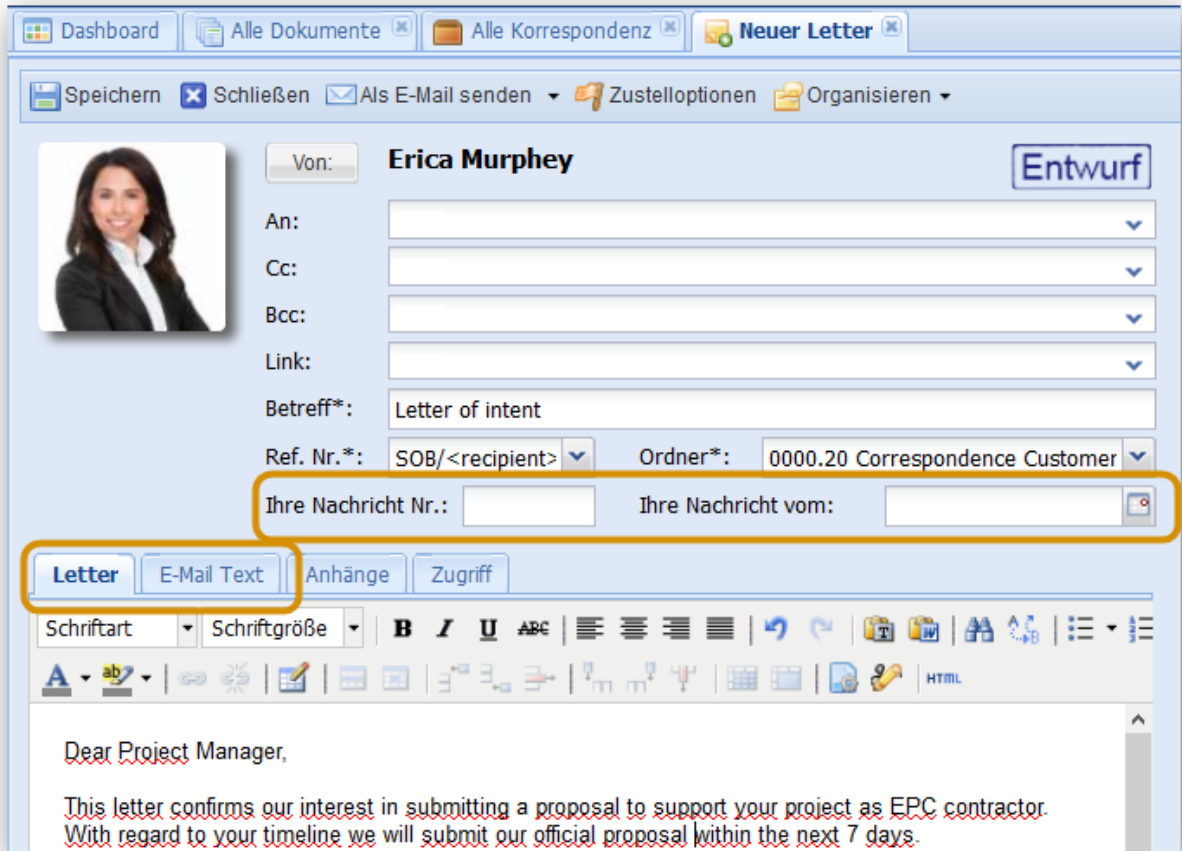 Dashboard Alle Dokumente Alle Korrespondenz Neuer Letter
Speichern Schließen Als E-Mail senden Zustelloptionen Organisieren
Von: Erica Murphey Entwurf
An:
Cc:
Bcc:
Link:
Betreff*: Letter of intent
Ref. Nr.*: SOB/<recipient> Ordner*: 0000.20 Correspondence Customer
Ihre Nachricht Nr.: Ihre Nachricht vom:
Letter E-Mail Text Anhänge Zugriff
Schriftart Schriftgröße B I U ABC
A ab HTML
Dear Project Manager,
This letter confirms our interest in submitting a proposal to support your project as EPC contractor.
With regard to your timeline we will submit our official proposal within the next 7 days.